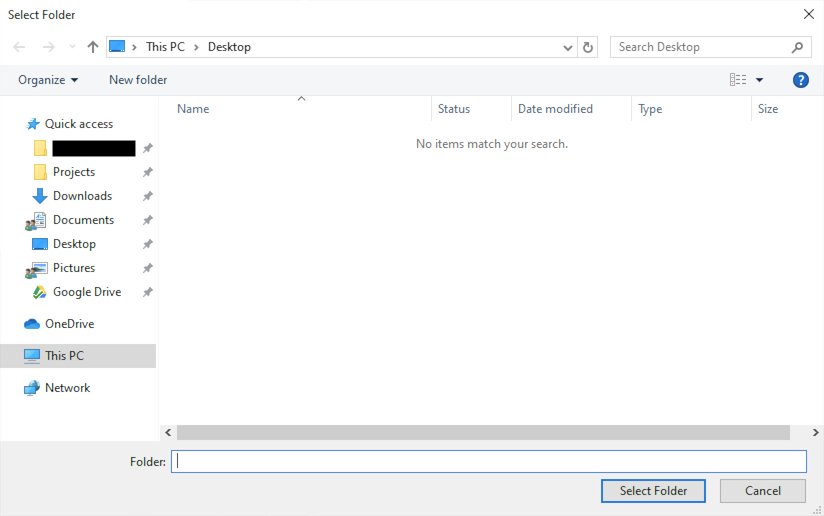 Select Folder
This PC Desktop Search Desktop
Organize New folder
Name Status Date modified Type Size
No items match your search.
Quick access
Projects
Downloads
Documents
Desktop
Pictures
Google Drive
OneDrive
This PC
Network
Folder:
Select Folder Cancel